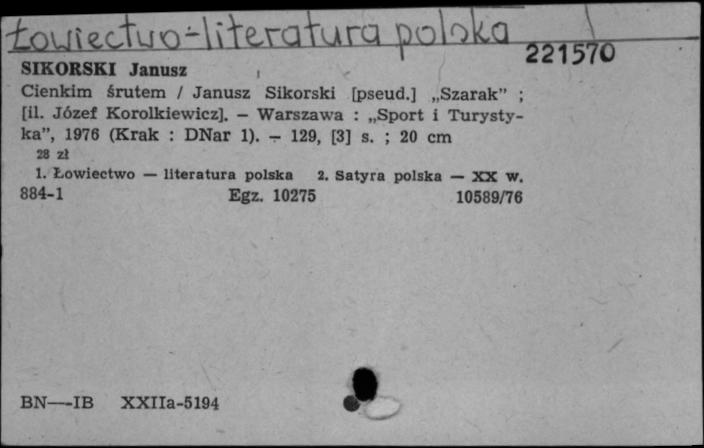 Łowiectwo-literatura polska
221570
SIKORSKI Janusz
Cienkim śrutem / Janusz Sikorski [pseud.] „Szarak” ;
[il. Józef Korolkiewicz]. — Warszawa : „Sport i Turysty-
ka”, 1976 (Krak : DNar 1). — 129, [3] s. ; 20 cm
28 zł
1. Łowiectwo — literatura polska 2. Satyra polska — XX w.
884-1 Egz. 10275 10589/76
BN—-IB XXIIa-5194